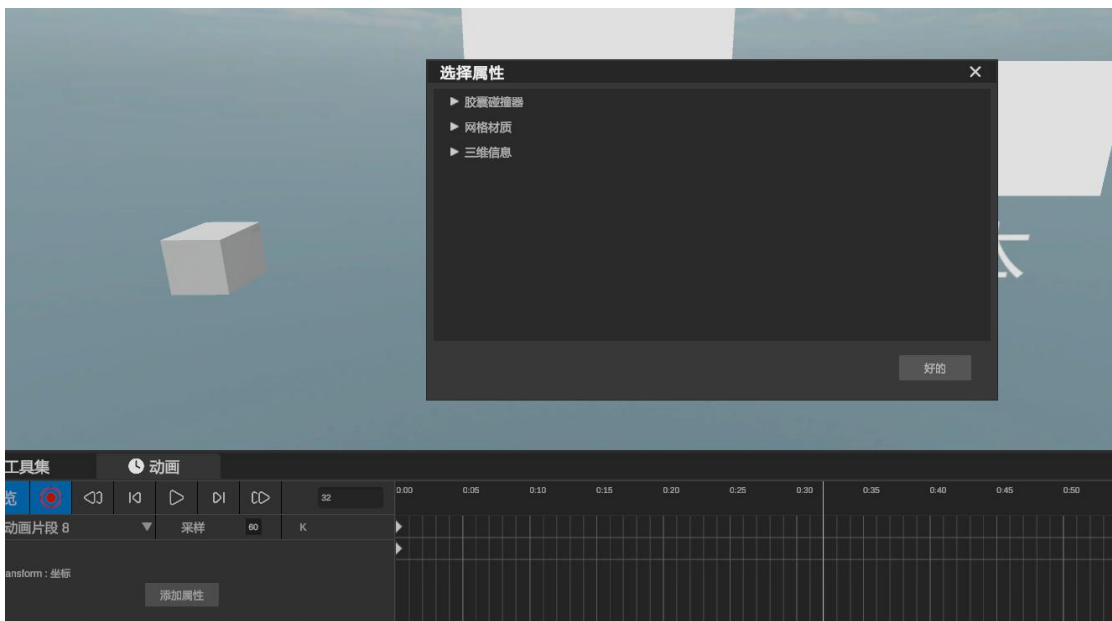 选择属性
胶囊碰撞器
网格材质
三维信息
好的
工具集 动画
览 32 0:00 0:05 0:10 0:15 0:20 0:25 0:30 0:35 0:40 0:45 0:50
动画片段 8 采样 60 K
ansform : 坐标
添加属性